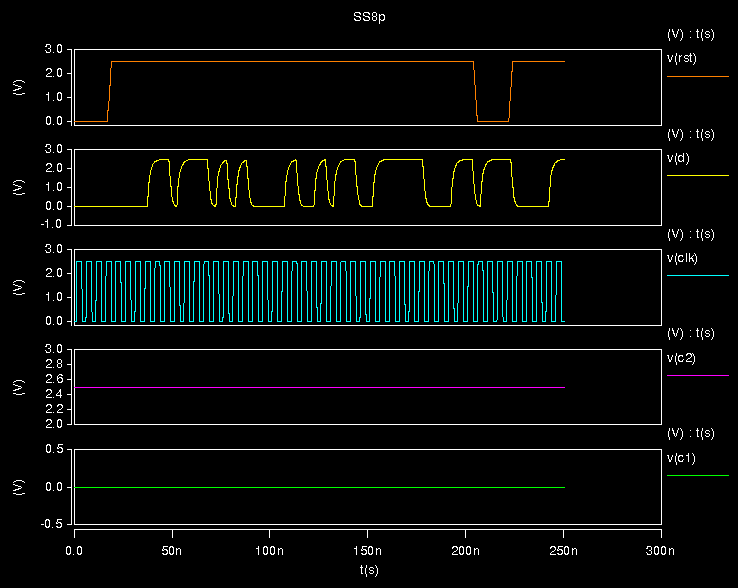 SS8p
(V) : t(s)
v(rst)
3.0
2.0
1.0
0.0
(V)
(V) : t(s)
v(d)
3.0
2.0
1.0
0.0
-1.0
(V)
(V) : t(s)
v(clk)
3.0
2.0
1.0
0.0
(V)
(V) : t(s)
v(c2)
3.0
2.8
2.6
2.4
2.2
2.0
(V)
(V) : t(s)
v(c1)
0.5
0.0
-0.5
(V)
0.0 50n 100n 150n 200n 250n 300n
t(s)